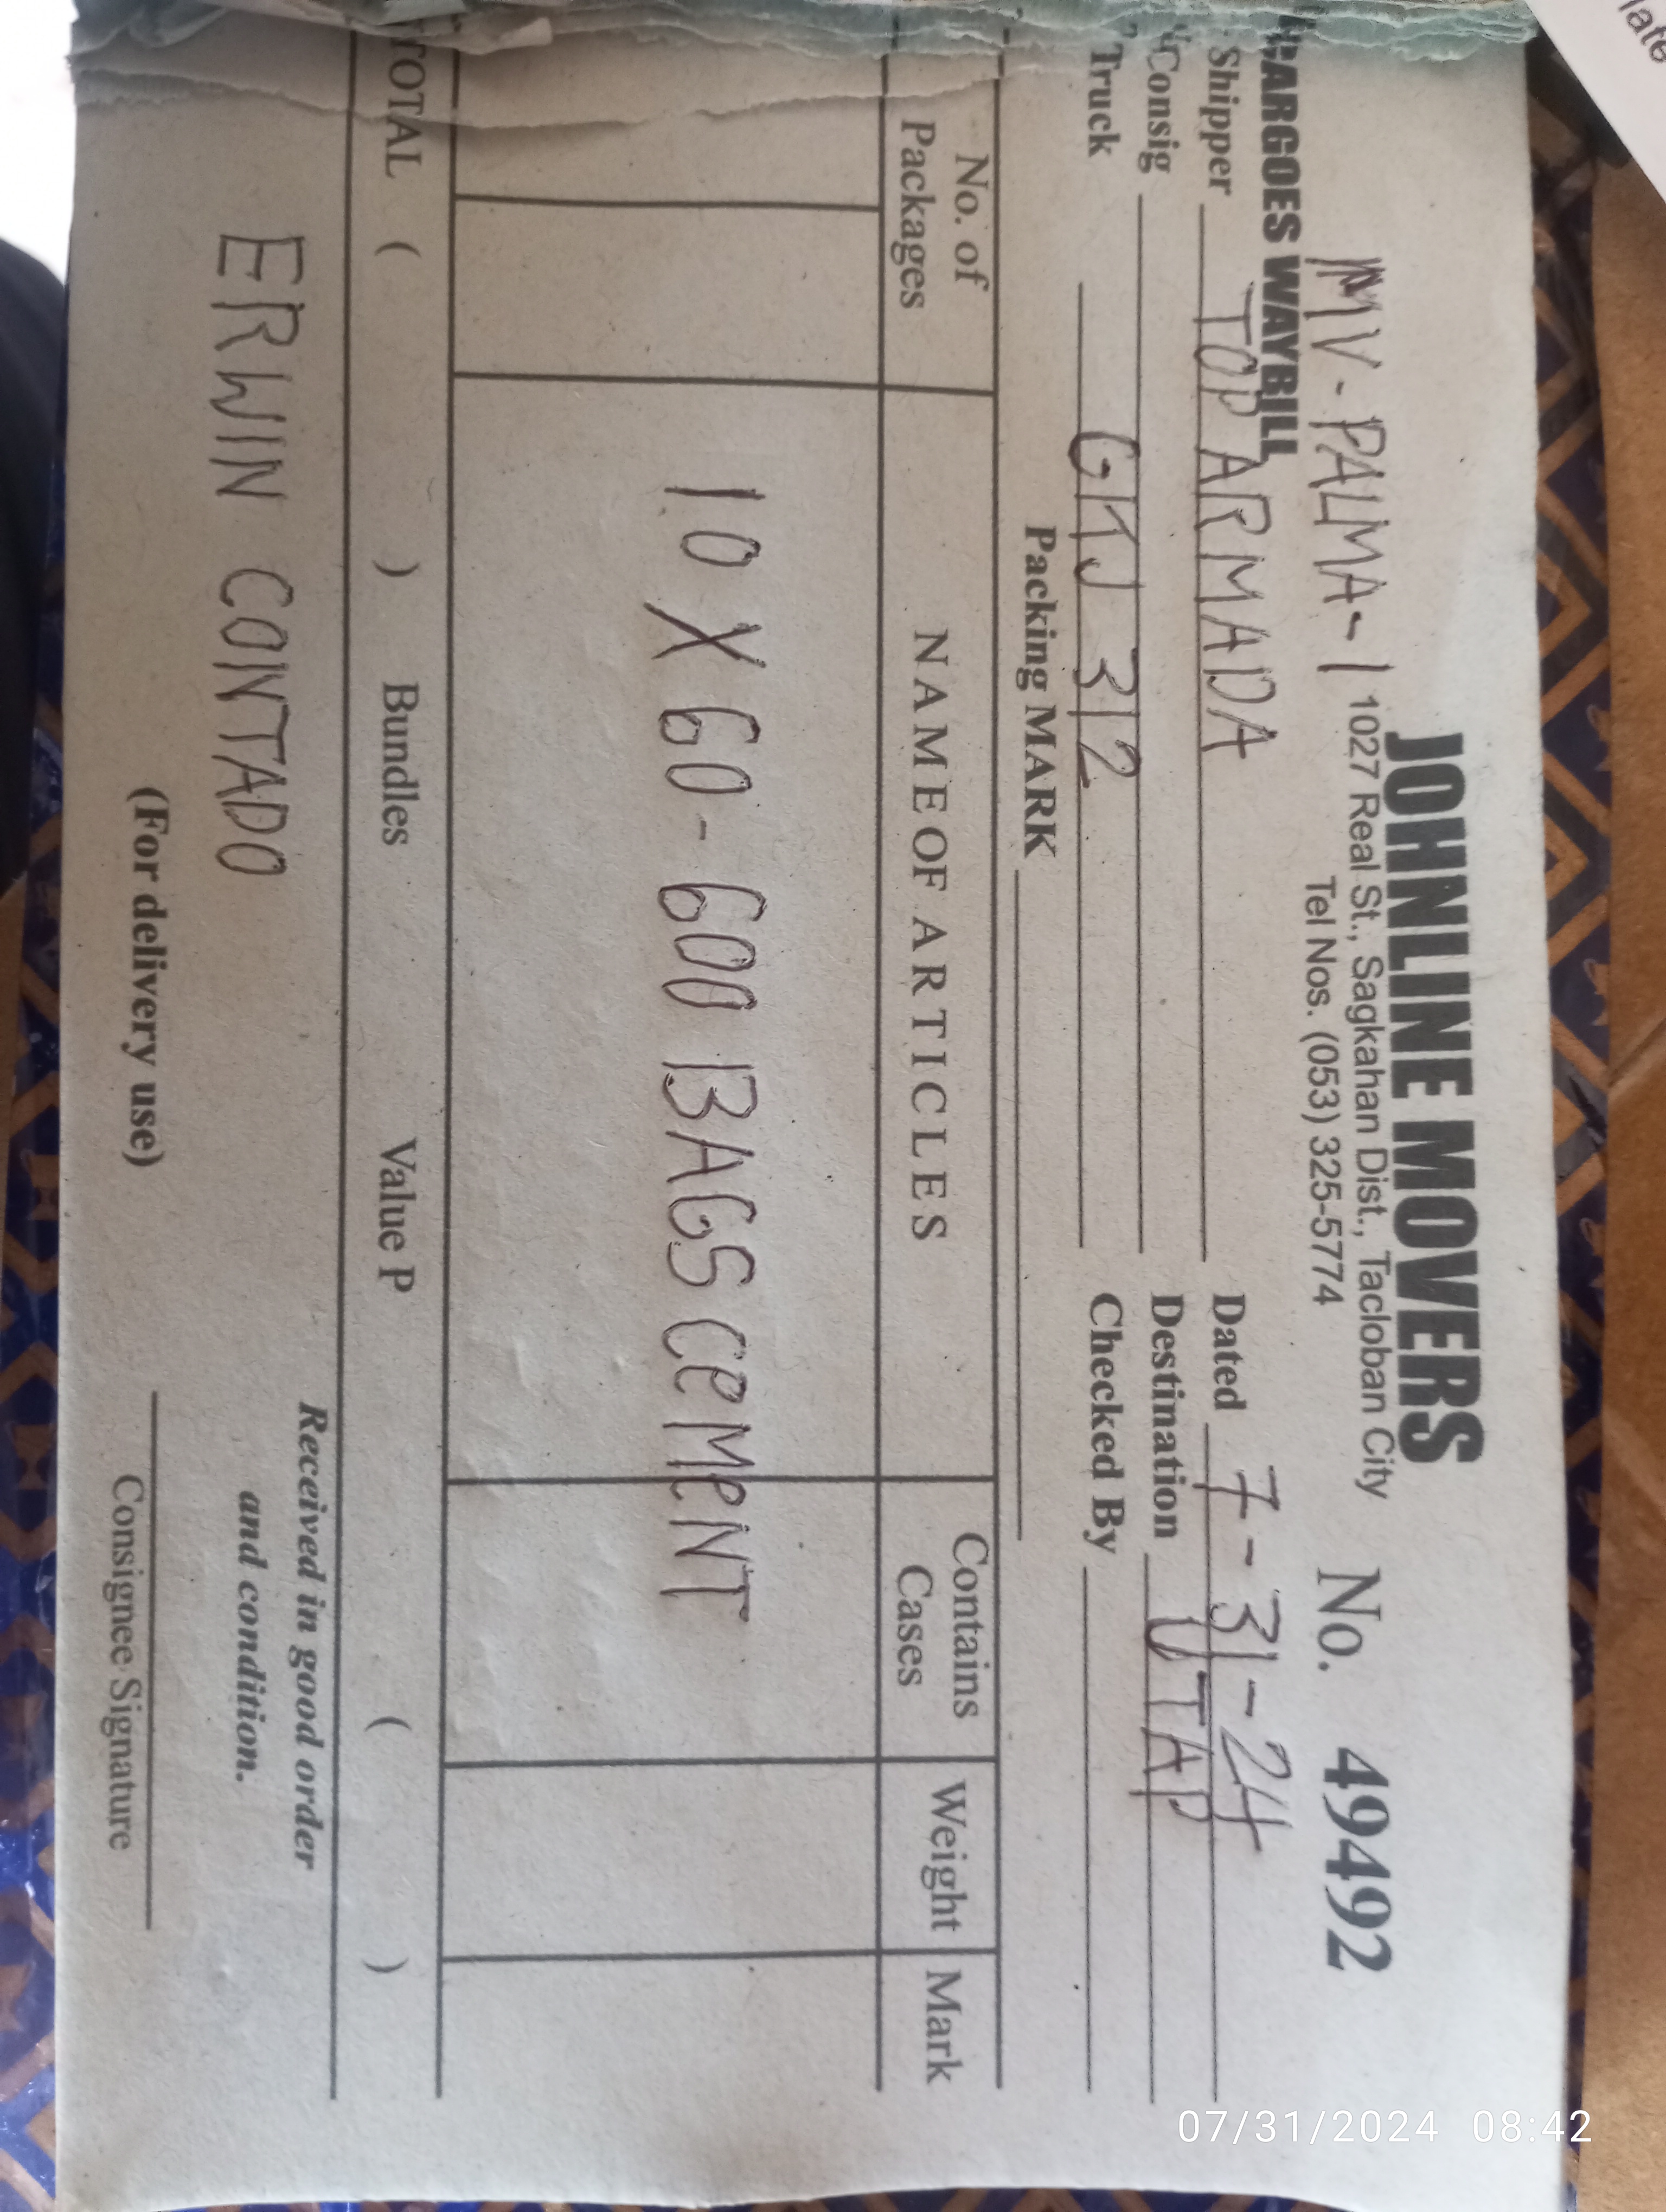 JOHNLINE MOVERS
MV - PALMA - 1 1027 Real St., Sagkahan Dist., Tacloban City No. 49492
Tel Nos. (053) 325-5774
CARGOES WAYBILL
Shipper TOP ARMADA Dated 7-31-24
Consig Destination UTAP
Truck GKJ 312 Checked By
Packing MARK
No. of Packages NAME OF ARTICLES Contains Cases Weight Mark
10 X 60 - 600 BAGS CEMENT
TOTAL ( ) Bundles Value P ( )
Received in good order
and condition.
ERWIN CONTADO
(For delivery use)
Consignee Signature
07/31/2024 08:42